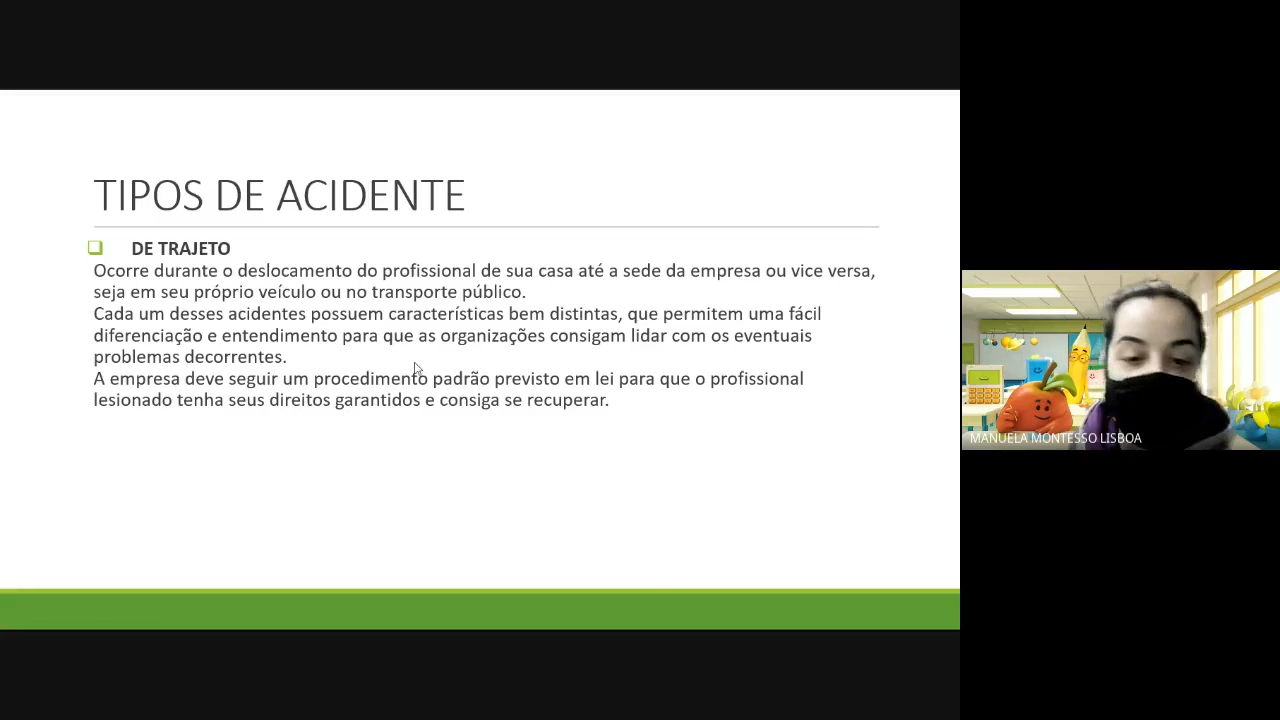 TIPOS DE ACIDENTE
DE TRAJETO
Ocorre durante o deslocamento do profissional de sua casa até a sede da empresa ou vice versa,
seja em seu próprio veículo ou no transporte público.
Cada um desses acidentes possuem características bem distintas, que permitem uma fácil
diferenciação e entendimento para que as organizações consigam lidar com os eventuais
problemas decorrentes.
A empresa deve seguir um procedimento padrão previsto em lei para que o profissional
lesionado tenha seus direitos garantidos e consiga se recuperar.
MANUELA MONTESSO LISBOA